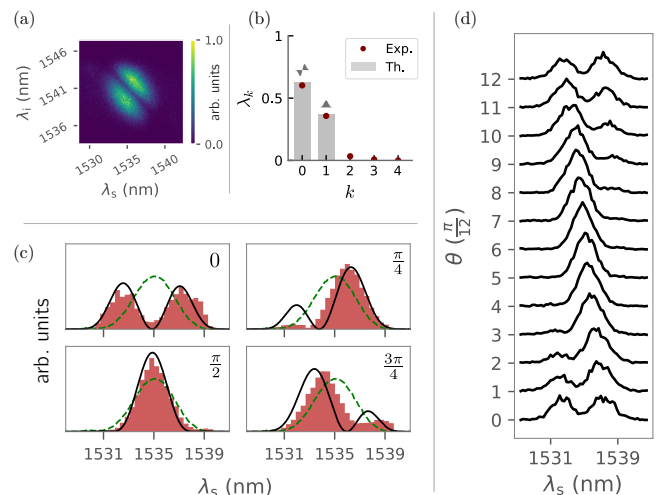 (a)
1546
1541
1536
λi (nm)
1530
1535
1540
λs (nm)
1.0
0.0
arb. units
(b)
Exp.
Th.
1
0.5
0
λk
0 1 2 3 4
k
(c)
0
π/4
π/2
3π/4
arb. units
1531 1535 1539
1531 1535 1539
λs (nm)
(d)
12
11
10
9
8
7
6
5
4
3
2
1
0
θ (π/12)
1531 1539
λs (nm)